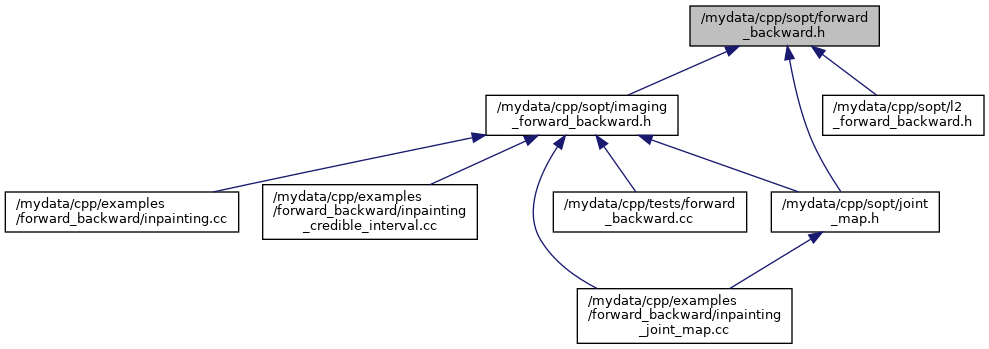 /mydata/cpp/sopt/forward
_backward.h
/mydata/cpp/sopt/imaging
_forward_backward.h
/mydata/cpp/sopt/l2
_forward_backward.h
/mydata/cpp/examples
/forward_backward/inpainting.cc
/mydata/cpp/examples
/forward_backward/inpainting
_credible_interval.cc
/mydata/cpp/tests/forward
_backward.cc
/mydata/cpp/sopt/joint
_map.h
/mydata/cpp/examples
/forward_backward/inpainting
_joint_map.cc